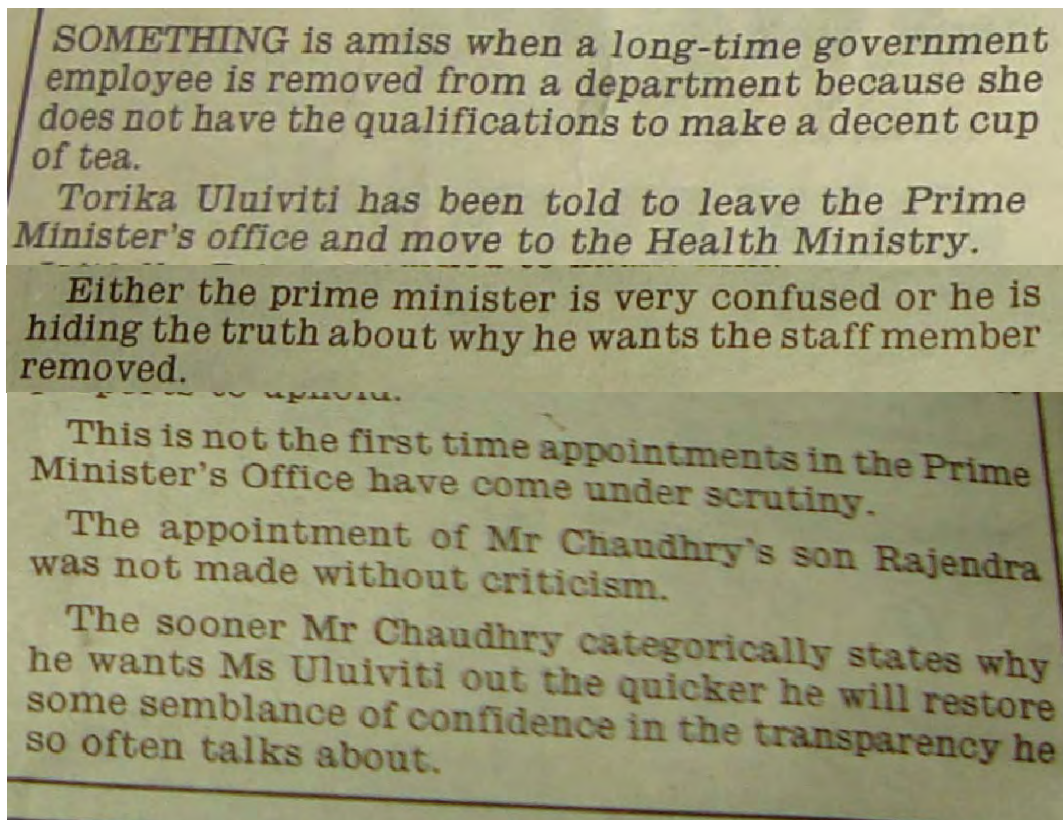 SOMETHING is amiss when a long-time government
employee is removed from a department because she
does not have the qualifications to make a decent cup
of tea.
Torika Uluiviti has been told to leave the Prime
Minister's office and move to the Health Ministry.
Either the prime minister is very confused or he is
hiding the truth about why he wants the staff member
removed.
This is not the first time appointments in the Prime
Minister's Office have come under scrutiny.
The appointment of Mr Chaudhry's son Rajendra
was not made without criticism.
The sooner Mr Chaudhry categorically states why
he wants Ms Uluiviti out the quicker he will restore
some semblance of confidence in the transparency he
so often talks about.